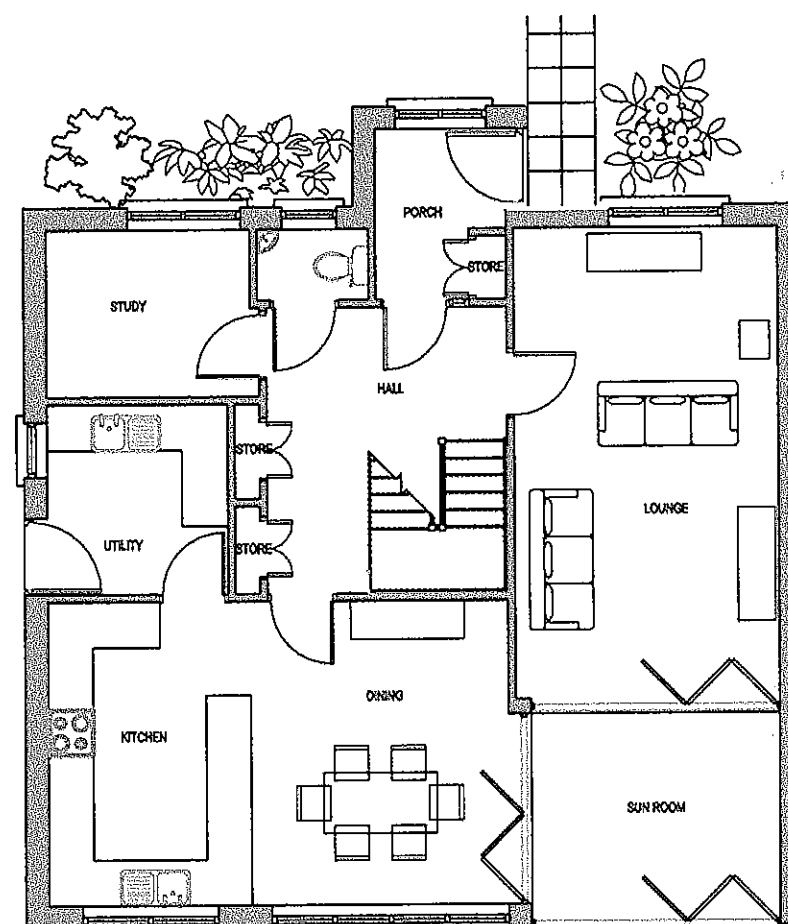 PORCH
STORE
STUDY
HALL
STORE
LOUNGE
UTILITY
STORE
DINING
KITCHEN
SUN ROOM